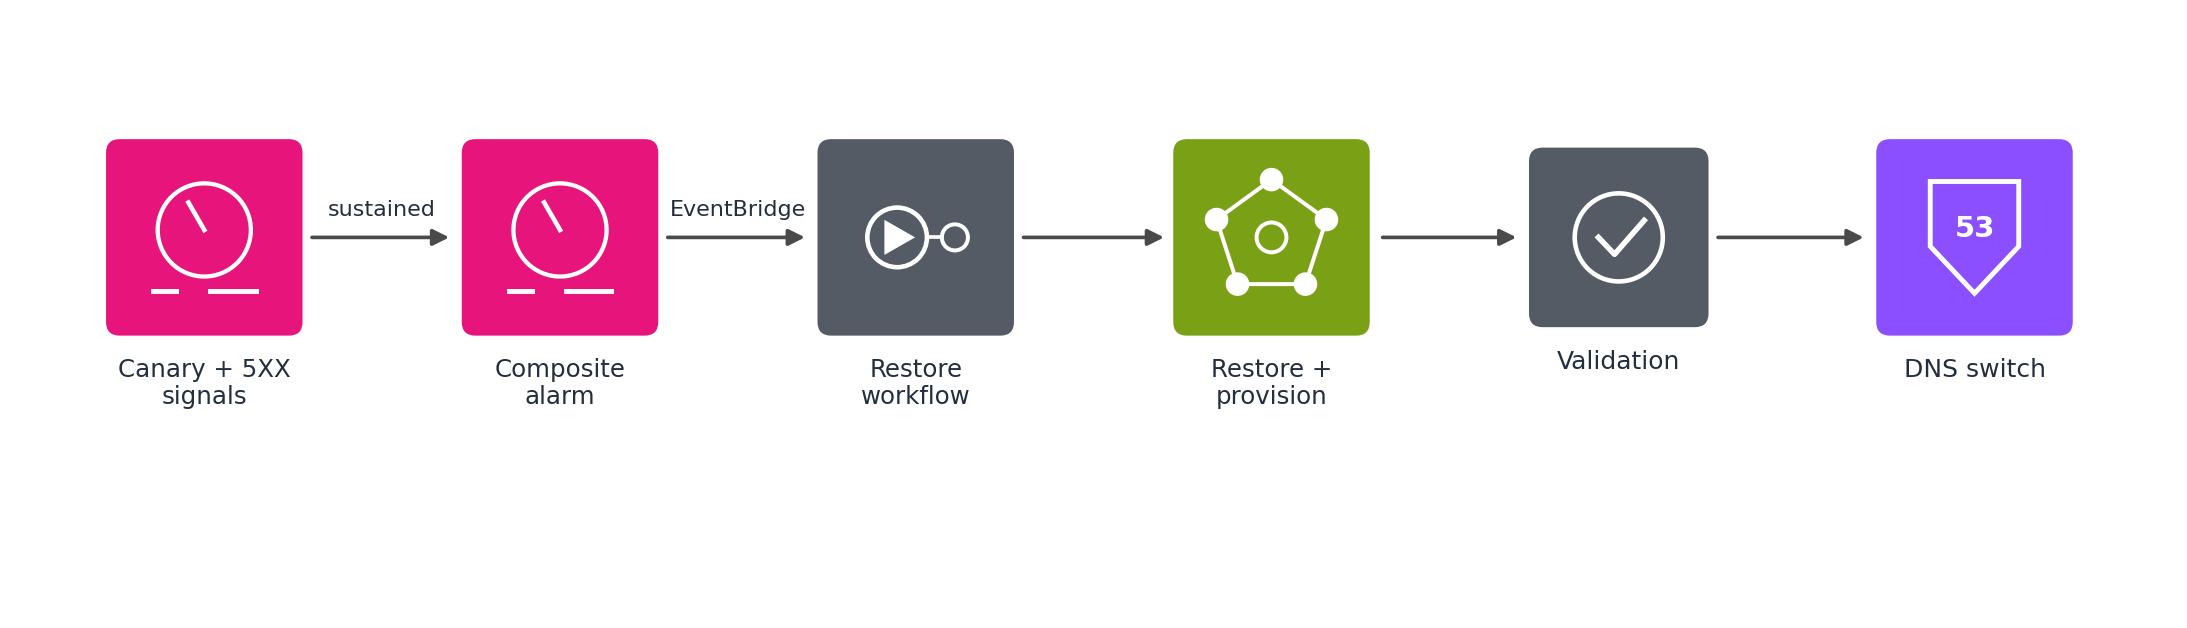 sustained
EventBridge
53
Canary + 5XX
signals
Composite
alarm
Restore
workflow
Restore +
provision
Validation
DNS switch